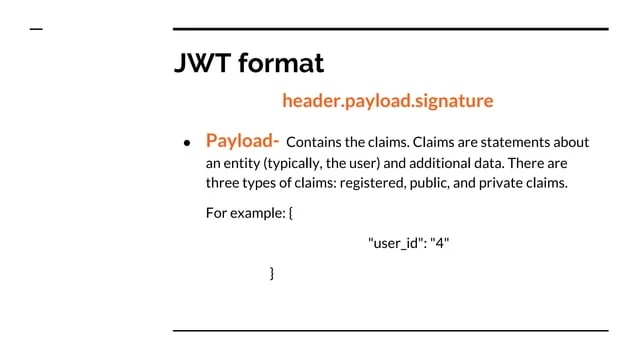 JWT format
header.payload.signature
● Payload- Contains the claims. Claims are statements about
an entity (typically, the user) and additional data. There are
three types of claims: registered, public, and private claims.
For example: {
"user_id": "4"
}